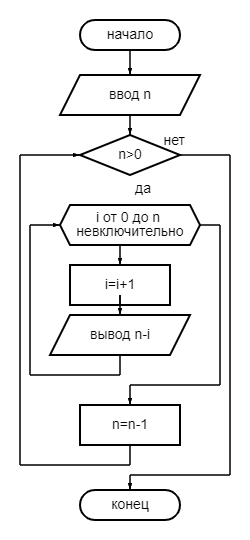 начало
ввод n
нет
n>0
да
i от 0 до n
невключительно
i=i+1
вывод n-i
n=n-1
конец